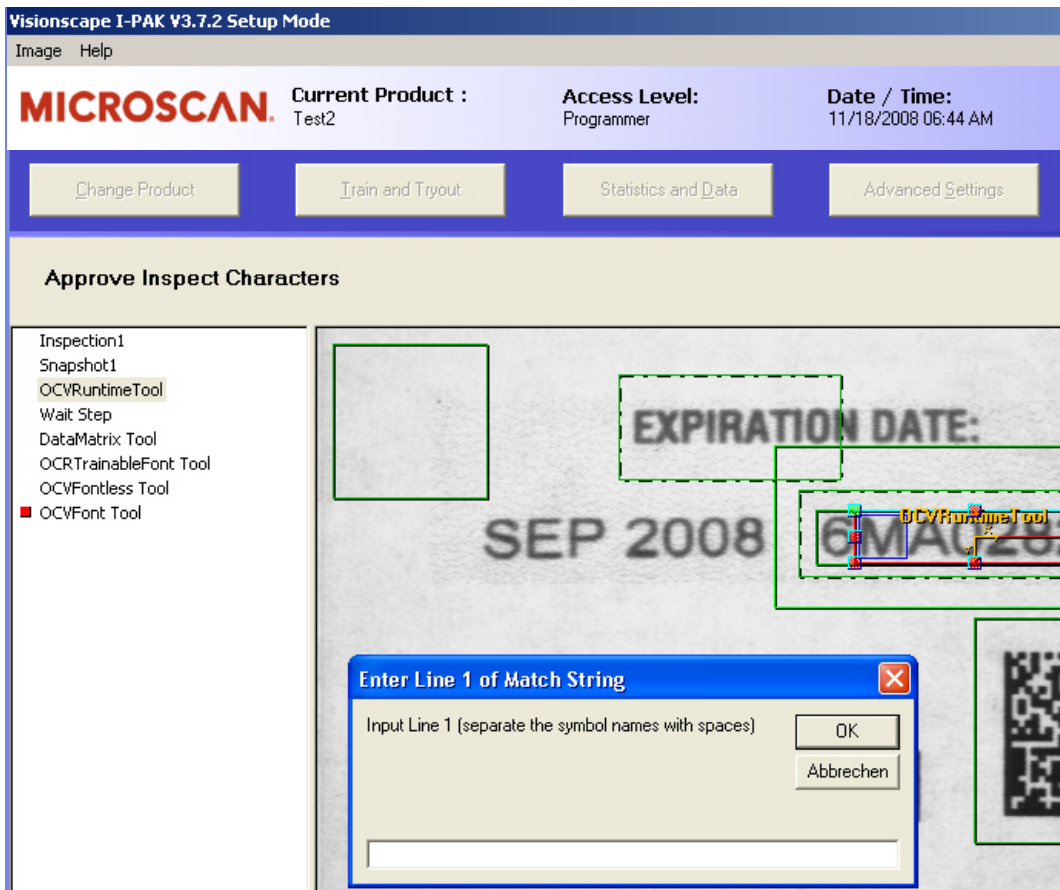 Visionscape I-PAK V3.7.2 Setup Mode
Image Help
MICROSCAN.
Current Product :
Test2
Access Level:
Programmer
Date / Time:
11/18/2008 06:44 AM
Change Product
Train and Tryout
Statistics and Data
Advanced Settings
Approve Inspect Characters
Inspection1
Snapshot1
OCVRuntimeTool
Wait Step
DataMatrix Tool
OCRTrainableFont Tool
OCVFontless Tool
OCVFont Tool
EXPIRATION DATE:
OCVRuntimeTool
SEP 2008 6MA028
Enter Line 1 of Match String
Input Line 1 (separate the symbol names with spaces)
OK
Abbrechen